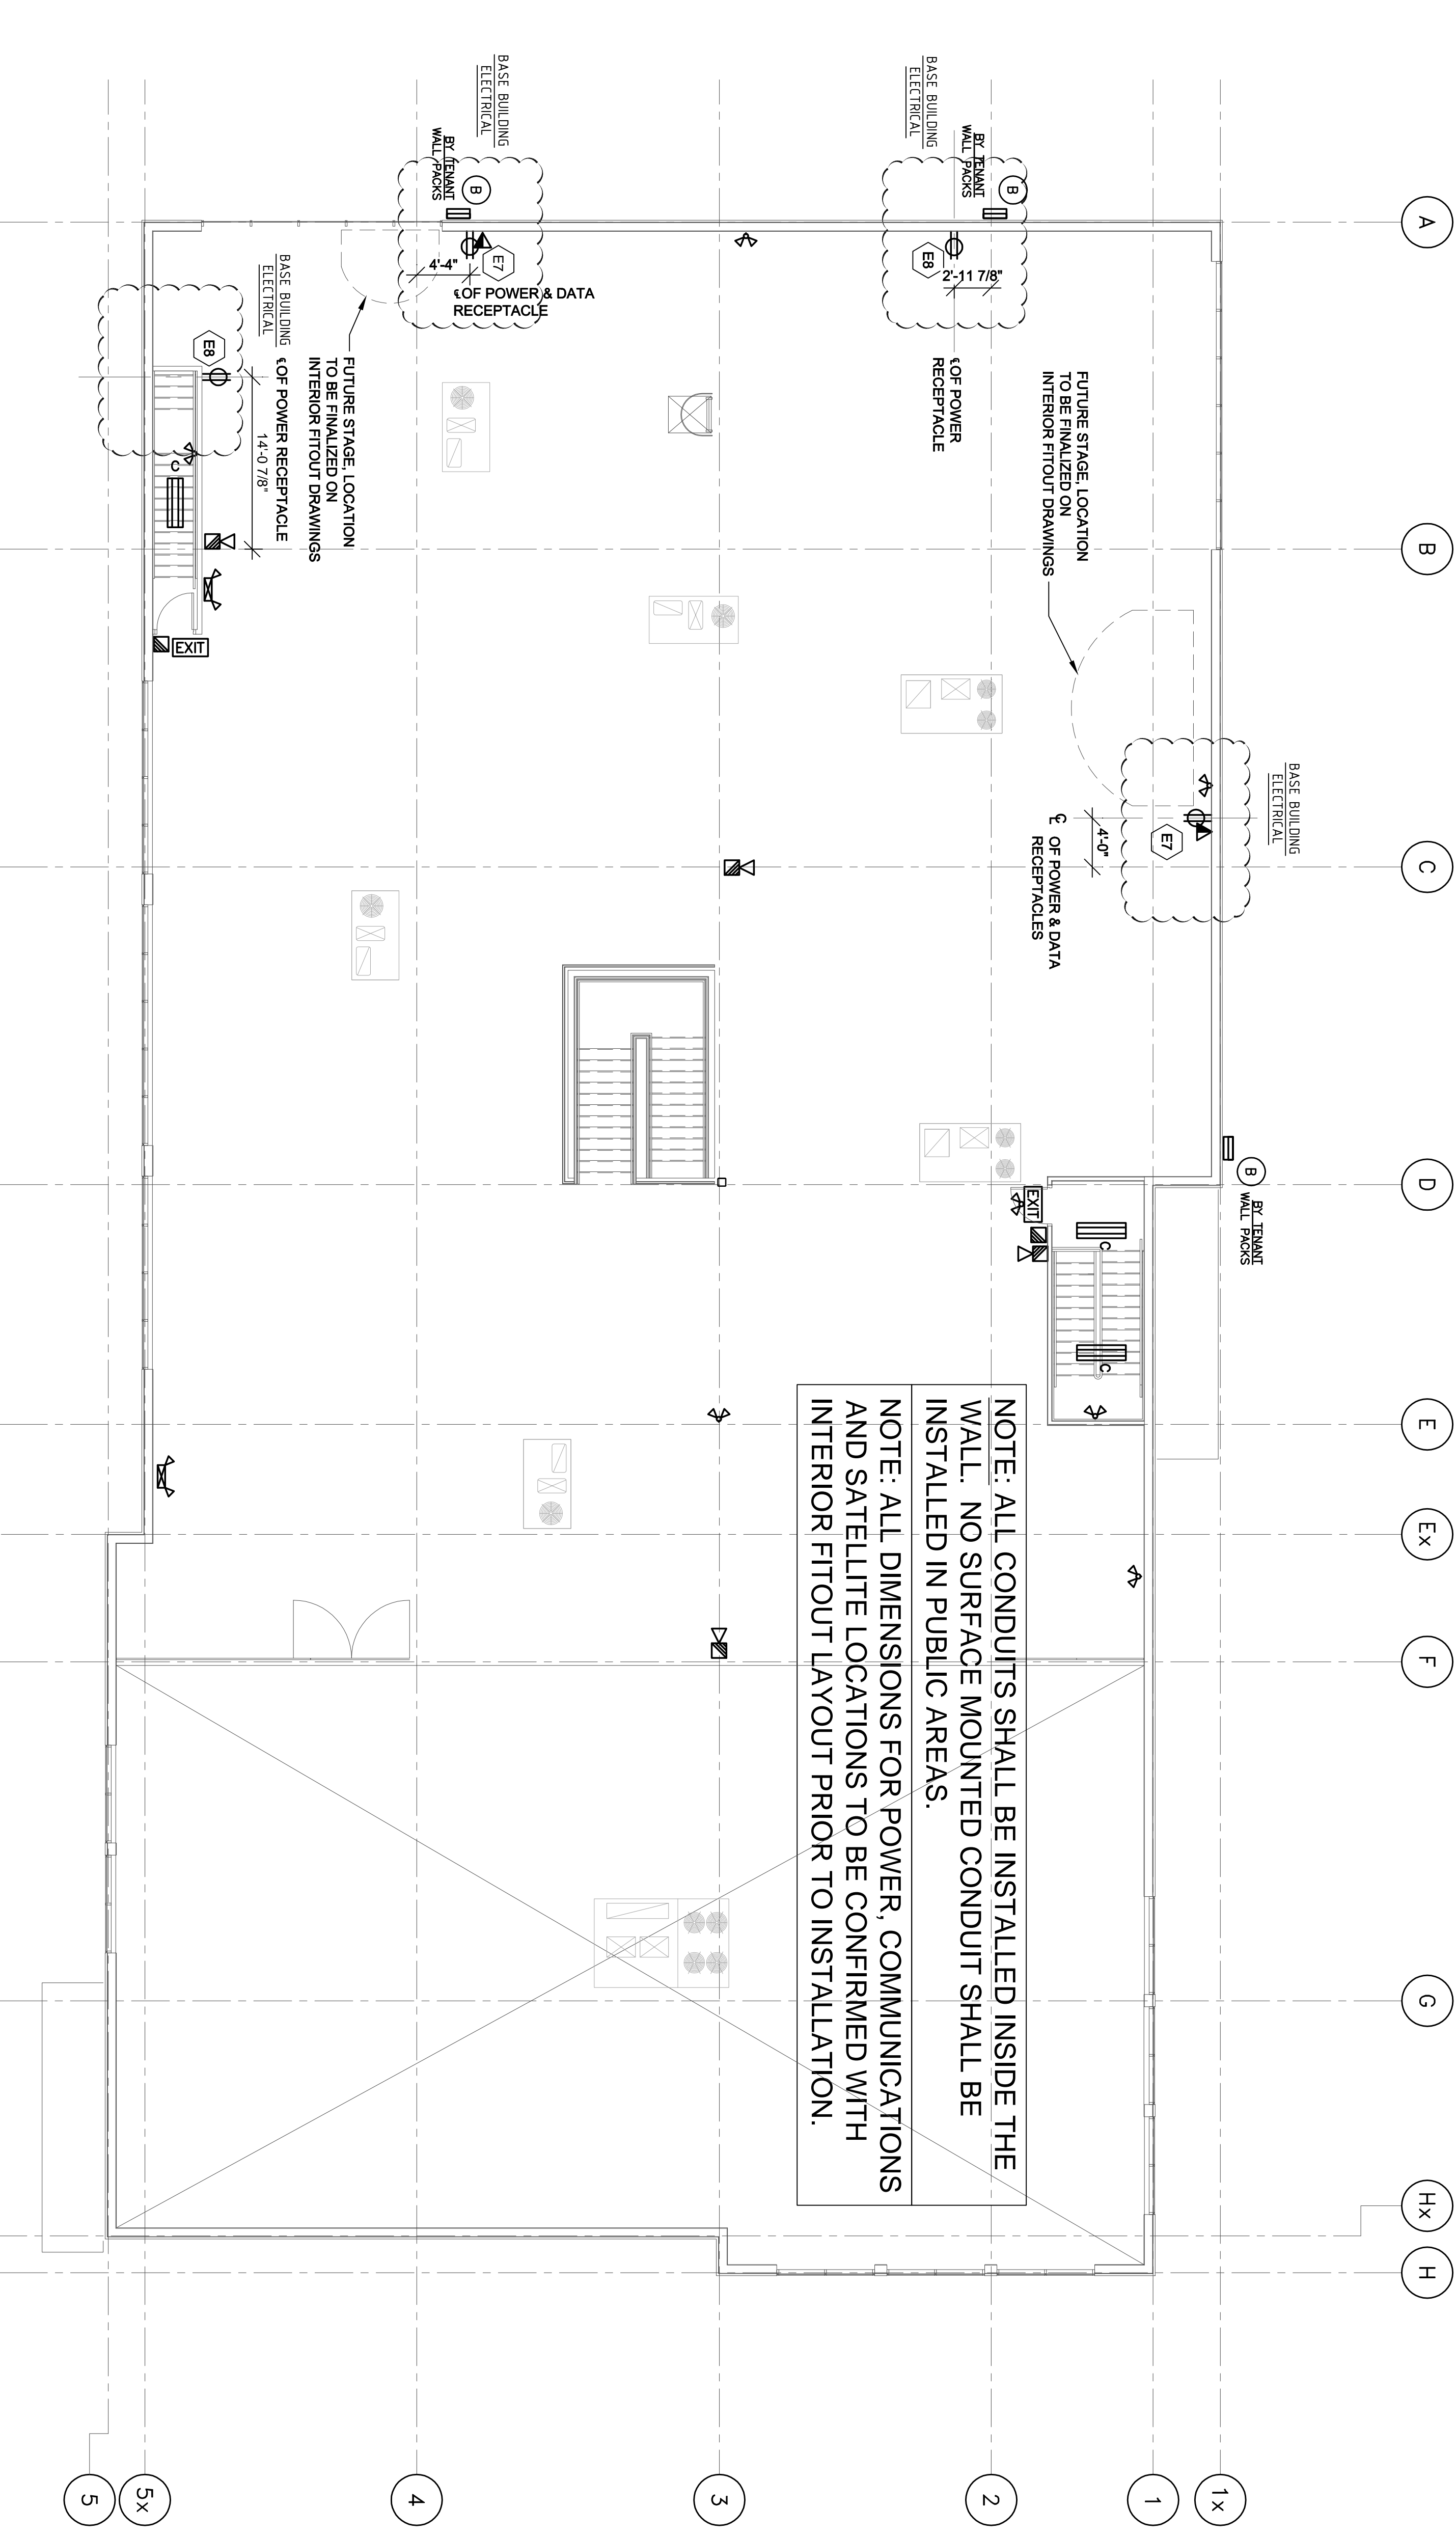 A
B
C
D
E
Ex
F
G
Hx
H
1x
1
2
3
4
5x
5
BASE BUILDING
ELECTRICAL
BY TENANT
WALL PACKS
B
E7
4'-4"
℄OF POWER & DATA
RECEPTACLE
BASE BUILDING
ELECTRICAL
BY TENANT
WALL PACKS
B
E8
2'-11 7/8"
℄OF POWER
RECEPTACLE
BASE BUILDING
ELECTRICAL
E8
℄OF POWER RECEPTACLE
14'-0 7/8"
C
EXIT
FUTURE STAGE, LOCATION
TO BE FINALIZED ON
INTERIOR FITOUT DRAWINGS
FUTURE STAGE, LOCATION
TO BE FINALIZED ON
INTERIOR FITOUT DRAWINGS
BASE BUILDING
ELECTRICAL
E7
4'-0"
℄ OF POWER & DATA
RECEPTACLES
B
BY TENANT
WALL PACKS
EXIT
C
C
NOTE: ALL CONDUITS SHALL BE INSTALLED INSIDE THE
WALL. NO SURFACE MOUNTED CONDUIT SHALL BE
INSTALLED IN PUBLIC AREAS.
NOTE: ALL DIMENSIONS FOR POWER, COMMUNICATIONS
AND SATELLITE LOCATIONS TO BE CONFIRMED WITH
INTERIOR FITOUT LAYOUT PRIOR TO INSTALLATION.